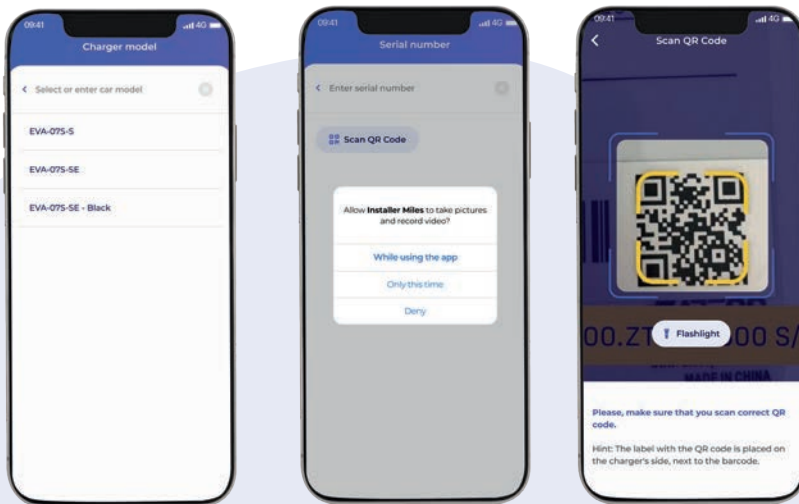 09:41
4G
Charger model
Select or enter car model
EVA-07S-S
EVA-07S-SE
EVA-07S-SE - Black
09:41
4G
Serial number
Enter serial number
Scan QR Code
Allow Installer Miles to take pictures
and record video?
While using the app
Only this time
Deny
09:41
4G
Scan QR Code
Flashlight
MADE IN CHINA
Please, make sure that you scan correct QR
code.
Hint: The label with the QR code is placed on
the charger's side, next to the barcode.